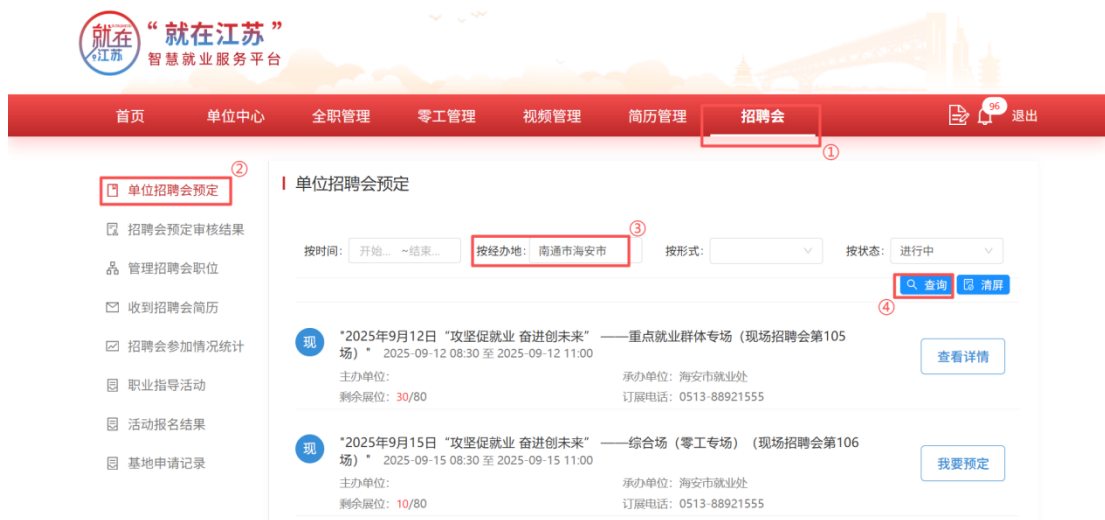 就在
江苏
“就在江苏”
智慧就业服务平台
首页 单位中心 全职管理 零工管理 视频管理 简历管理 招聘会 96 退出
①
②
单位招聘会预定
招聘会预定审核结果
管理招聘会职位
收到招聘会简历
招聘会参加情况统计
职业指导活动
活动报名结果
基地申请记录
单位招聘会预定
③
按时间: 开始... ~结束... 按经办地: 南通市海安市 按形式: 按状态: 进行中
查询 清屏
④
现
"2025年9月12日“攻坚促就业 奋进创未来” ——重点就业群体专场（现场招聘会第105
场）" 2025-09-12 08:30 至 2025-09-12 11:00
查看详情
主办单位: 承办单位: 海安市就业处
剩余展位: 30/80 订展电话: 0513-88921555
现
"2025年9月15日“攻坚促就业 奋进创未来” ——综合场（零工专场）（现场招聘会第106
场）" 2025-09-15 08:30 至 2025-09-15 11:00
我要预定
主办单位: 承办单位: 海安市就业处
剩余展位: 10/80 订展电话: 0513-88921555